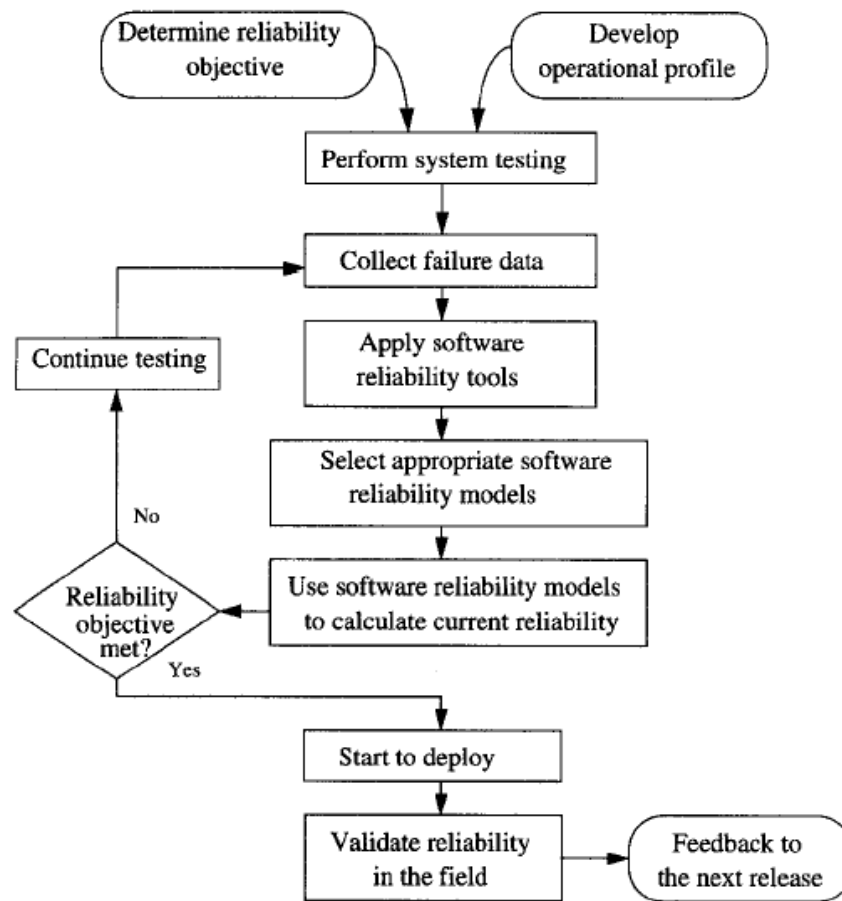 Determine reliability
objective
Develop
operational profile
Perform system testing
Collect failure data
Continue testing
Apply software
reliability tools
Select appropriate software
reliability models
No
Use software reliability models
to calculate current reliability
Reliability
objective
met?
Yes
Start to deploy
Validate reliability
in the field
Feedback to
the next release